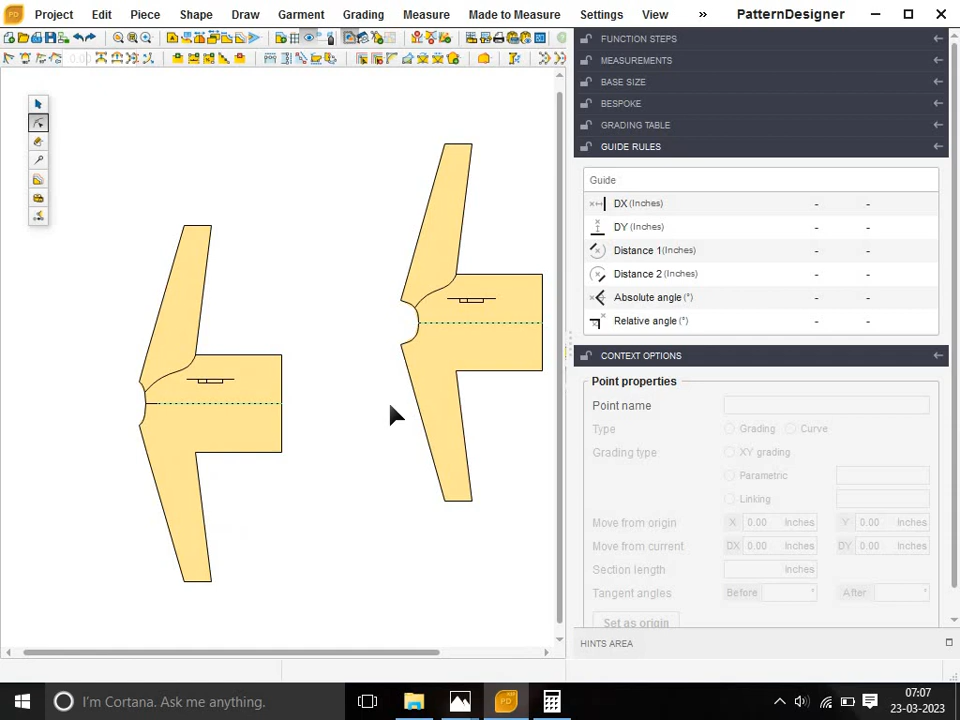 PD Project Edit Piece Shape Draw Garment Grading Measure Made to Measure Settings View » PatternDesigner
FUNCTION STEPS
MEASUREMENTS
BASE SIZE
BESPOKE
GRADING TABLE
GUIDE RULES
Guide
DX (Inches) - -
DY (Inches) - -
Distance 1(Inches) - -
Distance 2 (Inches) - -
Absolute angle (°) - -
Relative angle (°) - -
CONTEXT OPTIONS
Point properties
Point name
Type Grading Curve
Grading type XY grading
Parametric
Linking
Move from origin X 0.00 Inches Y 0.00 Inches
Move from current DX 0.00 Inches DY 0.00 Inches
Section length Inches
Tangent angles Before ° After °
Set as origin
HINTS AREA
I'm Cortana. Ask me anything.
PD
07:07
23-03-2023